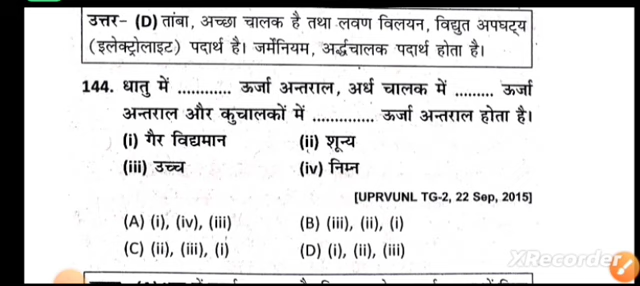 उत्तर– (D) तांबा, अच्छा चालक है तथा लवण विलयन, विद्युत अपघट्य
(इलेक्ट्रोलाइट) पदार्थ है। जर्मेनियम, अर्द्धचालक पदार्थ होता है।
144. धातु में ............ ऊर्जा अन्तराल, अर्ध चालक में ......... ऊर्जा
अन्तराल और कुचालकों में .............. ऊर्जा अन्तराल होता है।
(i) गैर विद्यमान (ii) शून्य
(iii) उच्च (iv) निम्न
[UPRVUNL TG-2, 22 Sep, 2015]
(A) (i), (iv), (iii) (B) (iii), (ii), (i)
(C) (ii), (iii), (i) (D) (i), (ii), (iii)
XRecorder